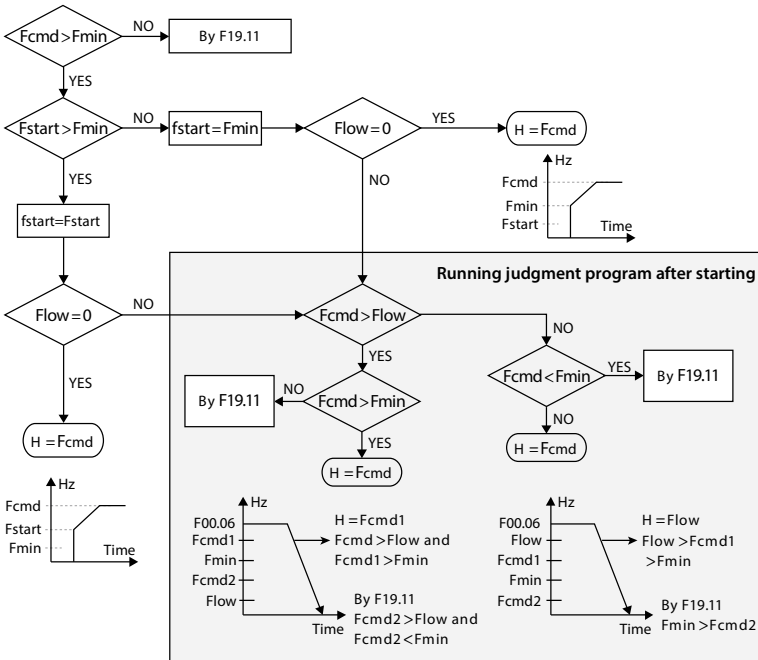 Fcmd>Fmin
NO
By F19.11
YES
Fstart>Fmin
NO
fstart=Fmin
Flow=0
YES
H=Fcmd
YES
NO
Hz
Fcmd
Fmin
Fstart
Time
fstart=Fstart
Running judgment program after starting
Flow=0
NO
Fcmd>Flow
NO
YES
YES
By F19.11
NO
Fcmd>Fmin
Fcmd<Fmin
YES
By F19.11
YES
NO
H=Fcmd
H=Fcmd
H=Fcmd
Hz
Fcmd
Fstart
Fmin
Time
Hz
F00.06
Fcmd1
Fmin
Fcmd2
Flow
Time
H=Fcmd1
Fcmd>Flow and
Fcmd1>Fmin
By F19.11
Fcmd2>Flow and
Fcmd2<Fmin
Hz
F00.06
Flow
Fcmd1
Fmin
Fcmd2
Time
H=Flow
Flow>Fcmd1
>Fmin
By F19.11
Fmin>Fcmd2